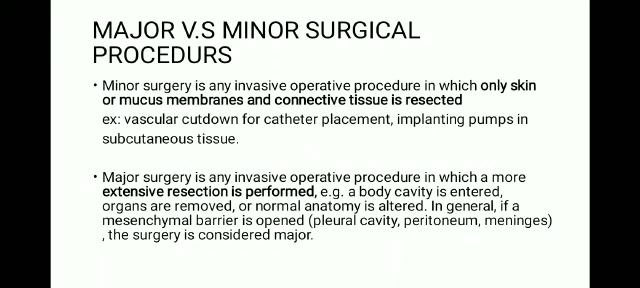 MAJOR V.S MINOR SURGICAL
PROCEDURS
• Minor surgery is any invasive operative procedure in which only skin
or mucus membranes and connective tissue is resected
ex: vascular cutdown for catheter placement, implanting pumps in
subcutaneous tissue.
• Major surgery is any invasive operative procedure in which a more
extensive resection is performed, e.g. a body cavity is entered,
organs are removed, or normal anatomy is altered. In general, if a
mesenchymal barrier is opened (pleural cavity, peritoneum, meninges)
, the surgery is considered major.